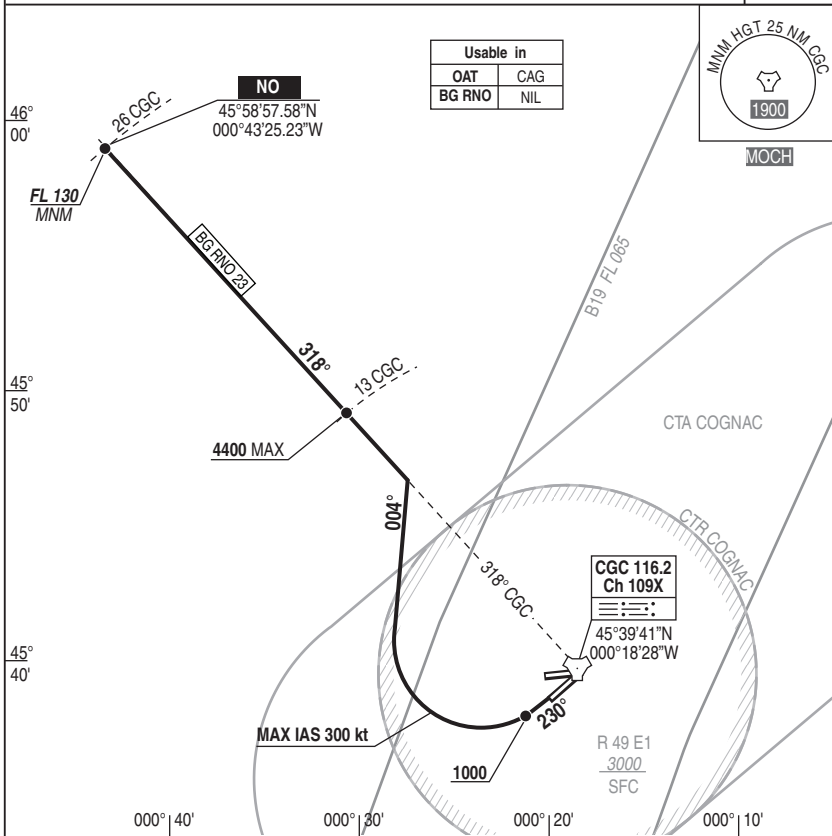 MNM HGT 25 NM CGC
1900
MOCH
Usable in
OAT CAG
BG RNO NIL
NO
45°58'57.58"N
000°43'25.23"W
26 CGC
46°
00'
FL 130
MNM
BG RNO 23
B19 FL 065
318°
13 CGC
45°
50'
4400 MAX
CTA COGNAC
004°
CTR COGNAC
318° CGC
CGC 116.2
Ch 109X
45°39'41"N
000°18'28"W
45°
40'
MAX IAS 300 kt
230°
1000
R 49 E1
3000
SFC
000° 40'
000° 30'
000° 20'
000° 10'